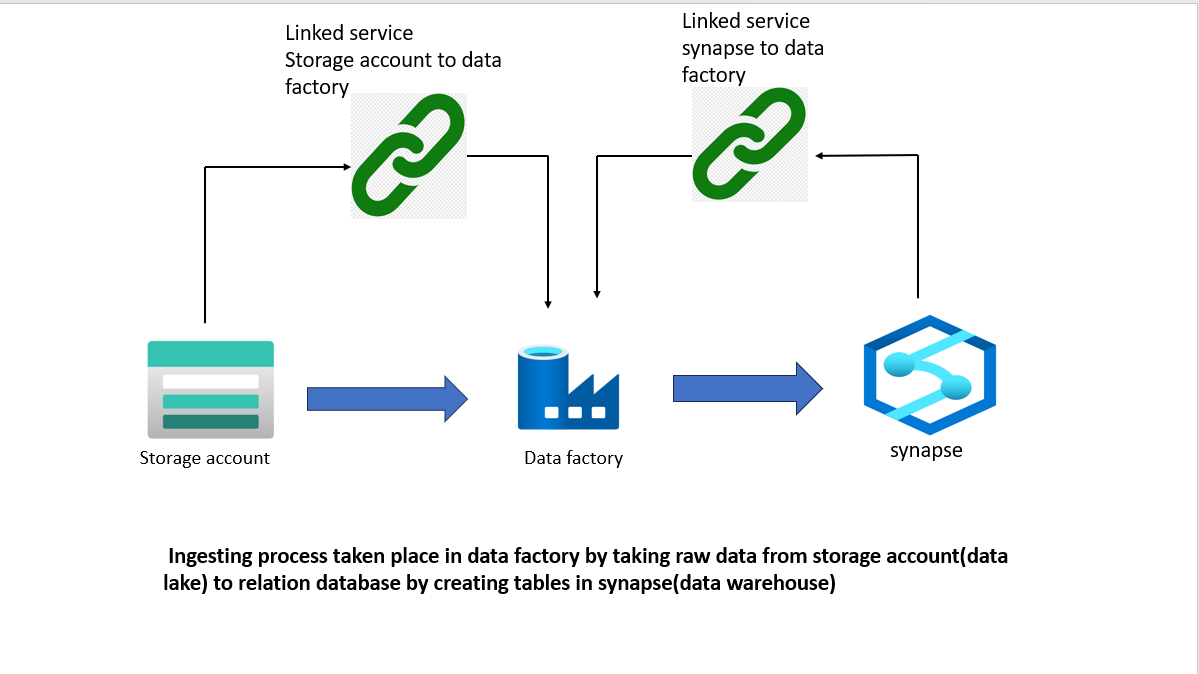 Linked service
Storage account to data
factory
Linked service
synapse to data
factory
Storage account
Data factory
synapse
Ingesting process taken place in data factory by taking raw data from storage account(data
lake) to relation database by creating tables in synapse(data warehouse)